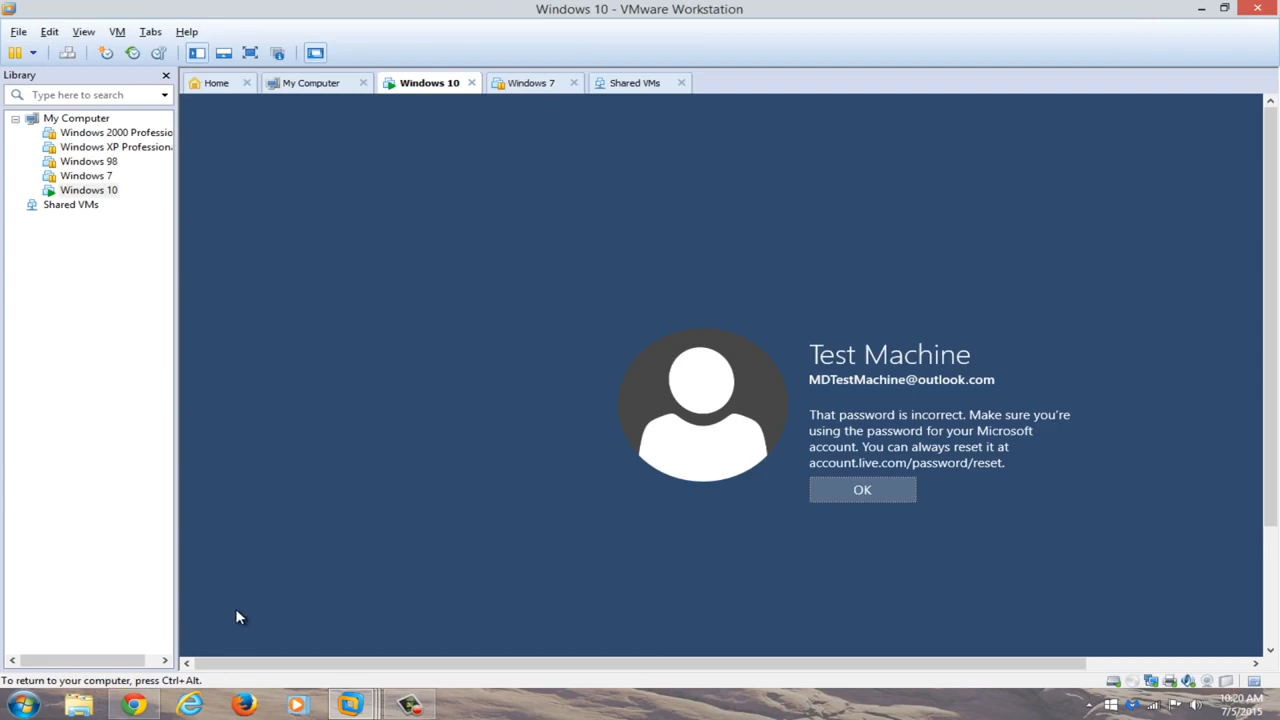 Windows 10 - VMware Workstation
File Edit View VM Tabs Help
Library
Type here to search
Home
My Computer
Windows 10
Windows 7
Shared VMs
My Computer
Windows 2000 Professio
Windows XP Professiona
Windows 98
Windows 7
Windows 10
Shared VMs
Test Machine
MDTestMachine@outlook.com
That password is incorrect. Make sure you're
using the password for your Microsoft
account. You can always reset it at
account.live.com/password/reset.
OK
To return to your computer, press Ctrl+Alt.
10:20 AM
7/5/2015